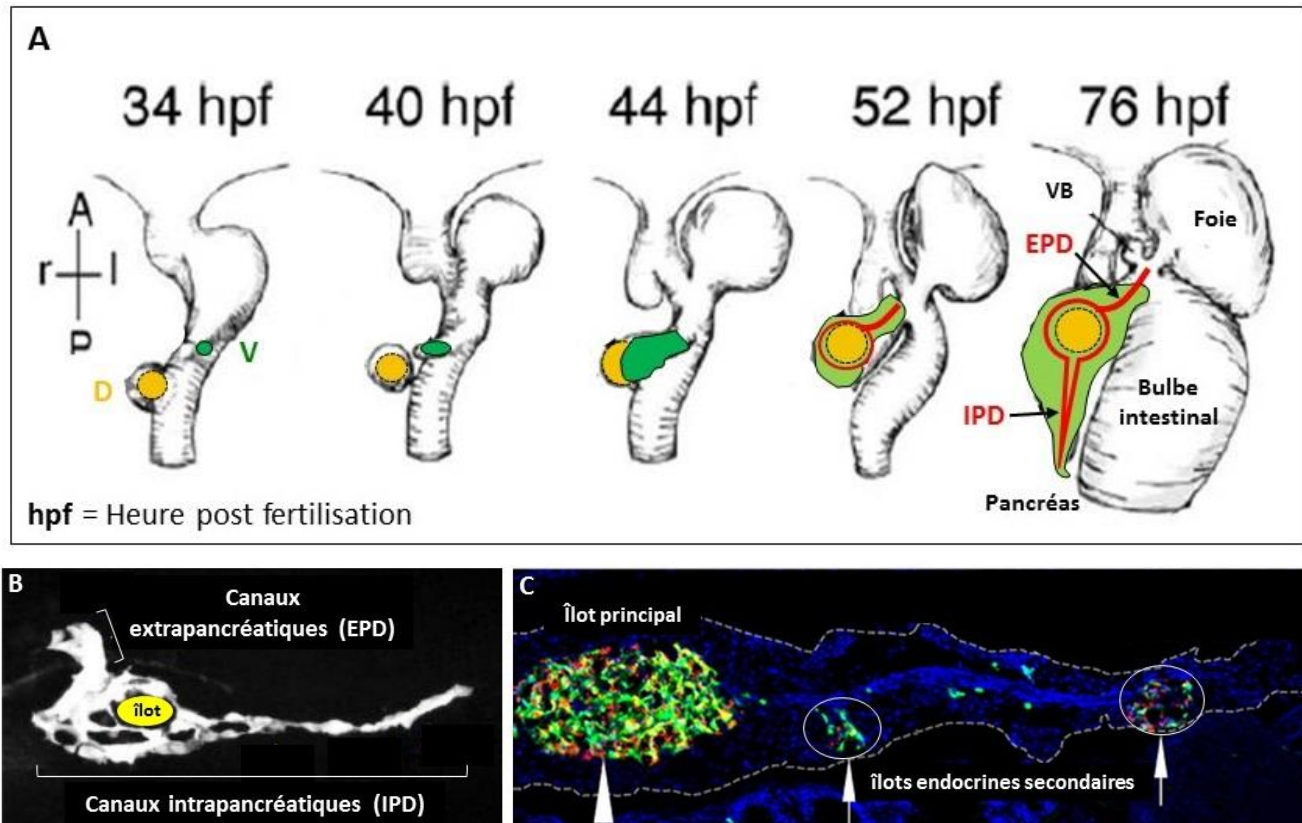 A
34 hpf
40 hpf
44 hpf
52 hpf
76 hpf
A
r
l
P
D
V
VB
Foie
EPD
IPD
Bulbe
intestinal
Pancréas
hpf = Heure post fertilisation
B
Canaux
extrapancréatiques (EPD)
îlot
Canaux intrapancréatiques (IPD)
C
Îlot principal
îlots endocrines secondaires